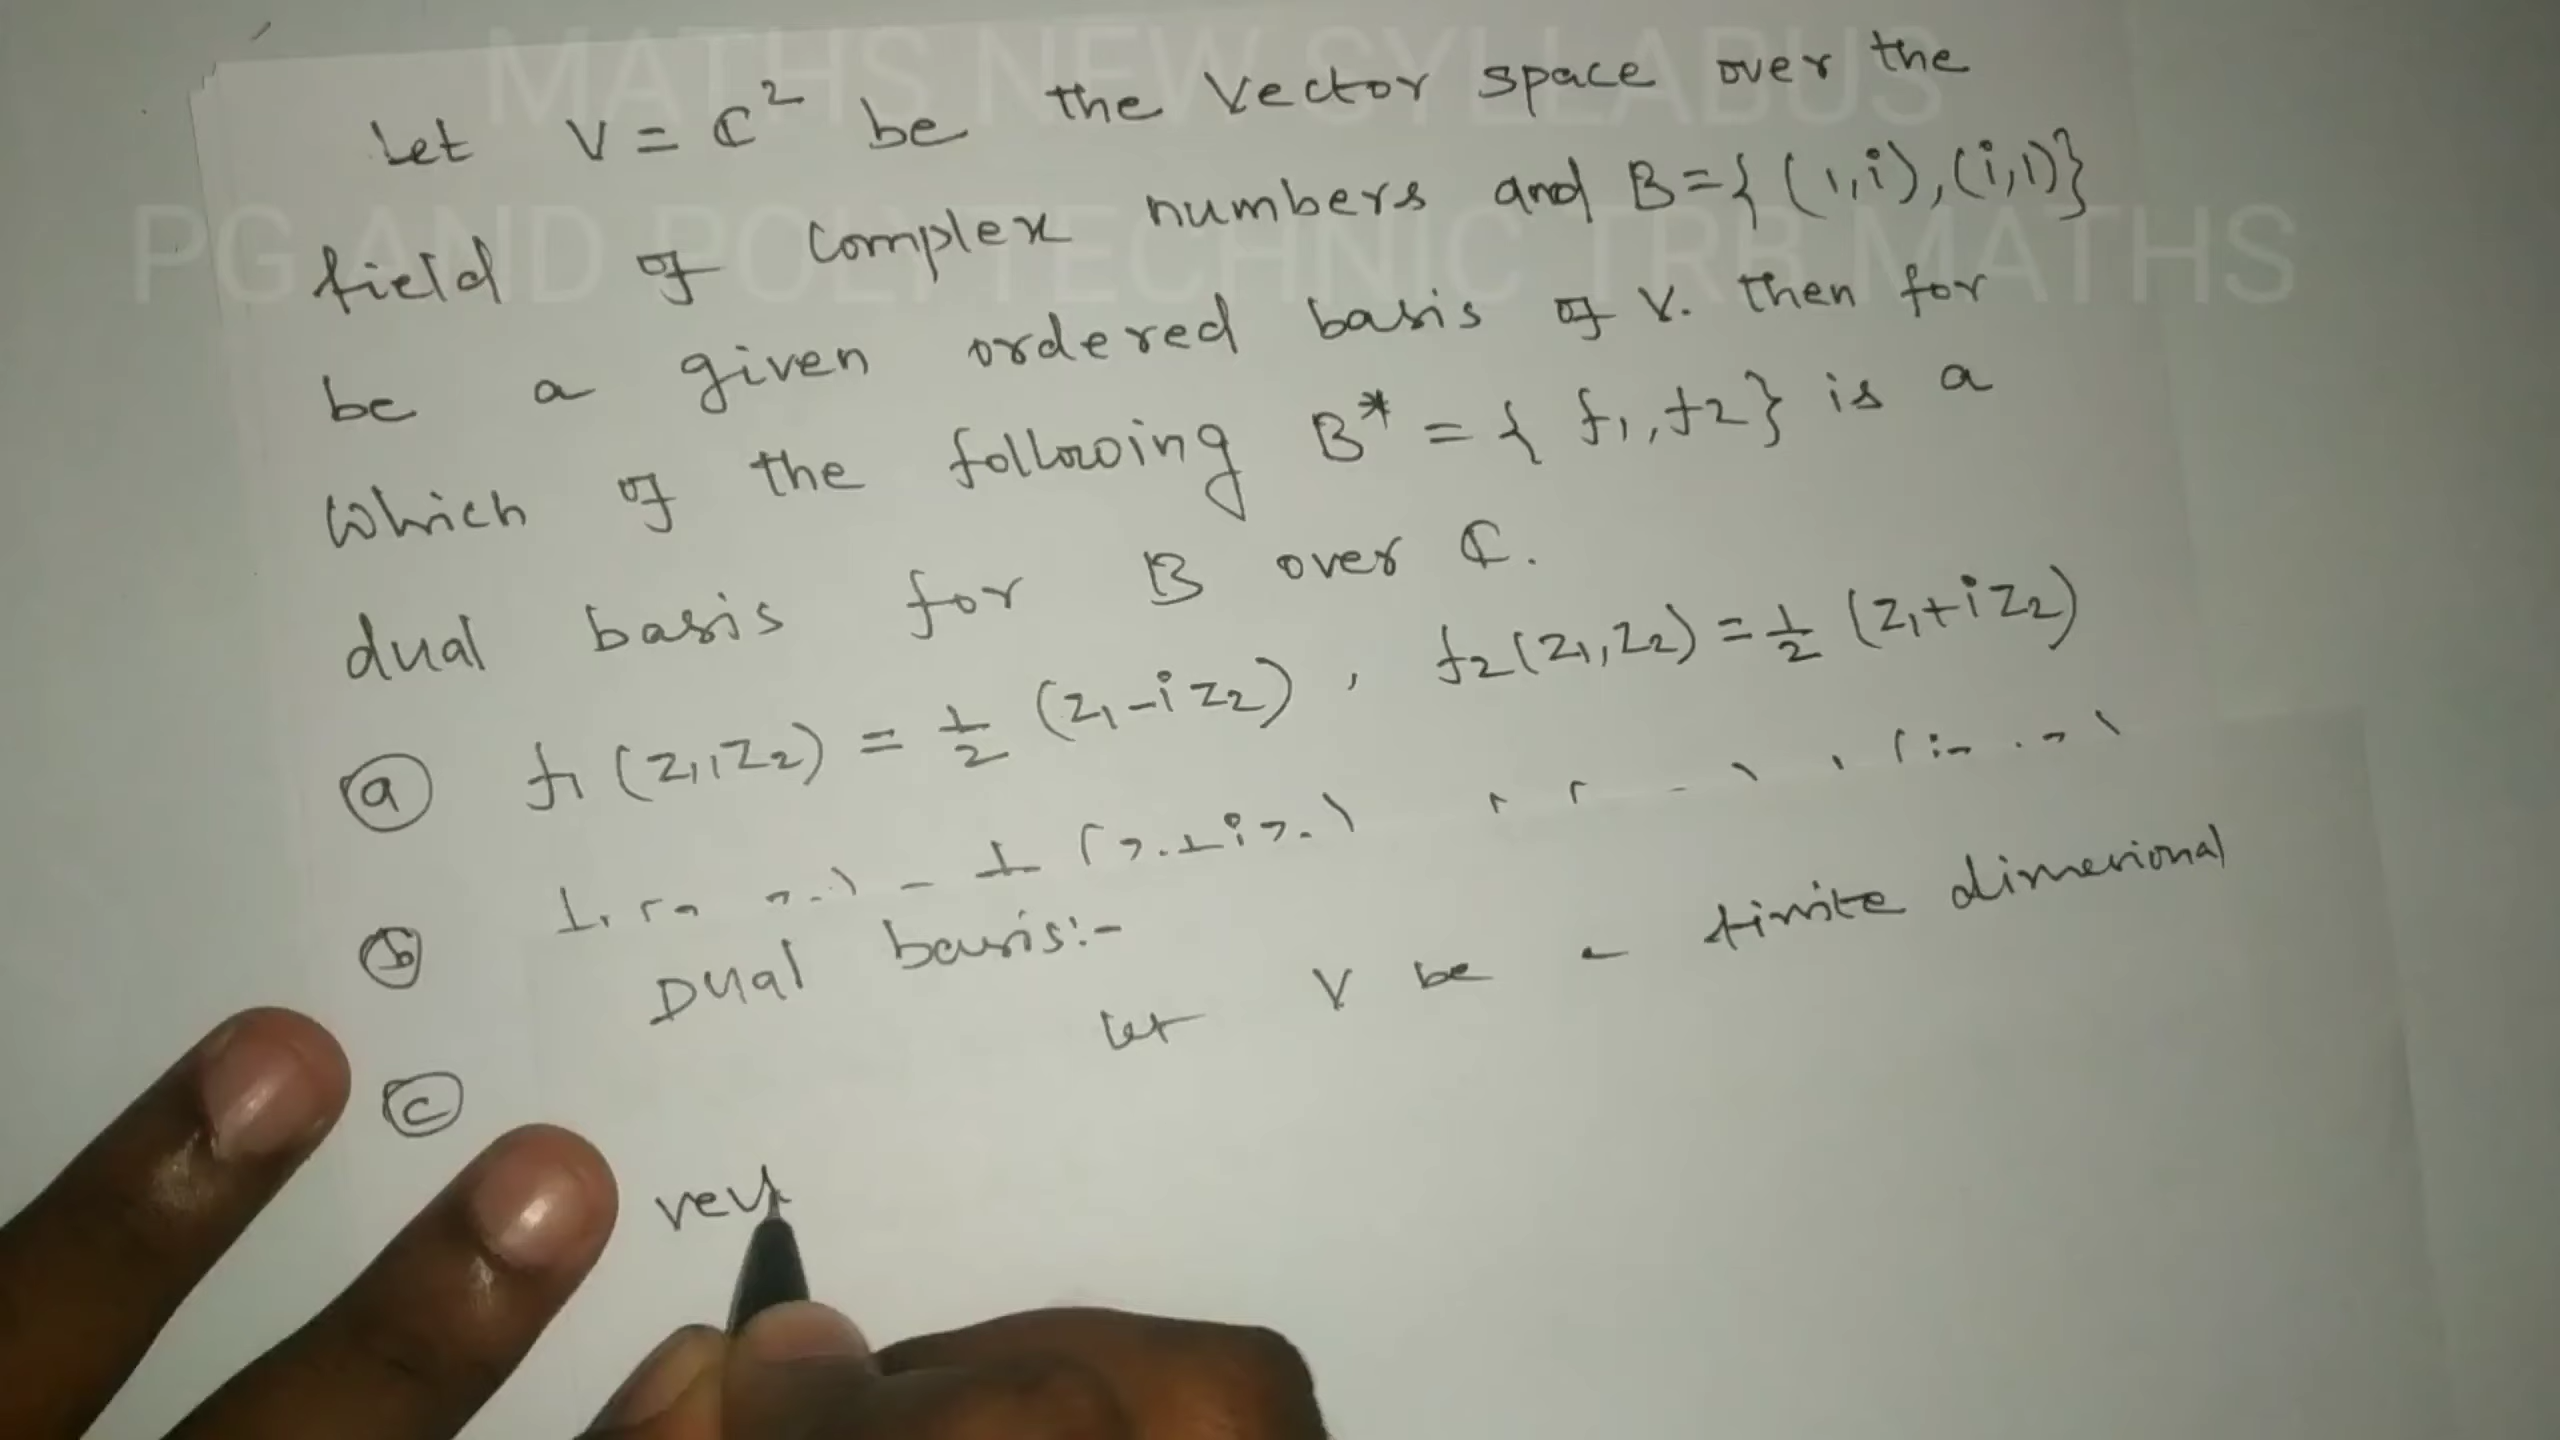 MATHS NEW SYLLABUS
PG AND POLYTECHNIC TRB MATHS
Let V = ℂ² be the Vector space over the
field of complex numbers and B={(1,i),(i,1)}
be a given ordered basis of V. then for
which of the following B* = { f1, f2} is a
dual basis for B over ℂ.
(a) f1 (z1,z2) = 1/2 (z1-iz2), f2(z1,z2) = 1/2 (z1+iz2)
(b)
Dual basis:-
let V be a finite dimensional
(c)